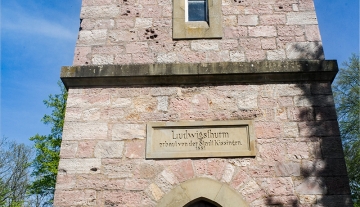 Ludwigsthurm
erbaut von der Stadt Kissingen